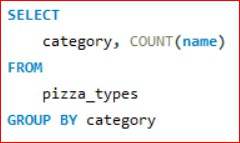 SELECT
category, COUNT(name)
FROM
pizza_types
GROUP BY category